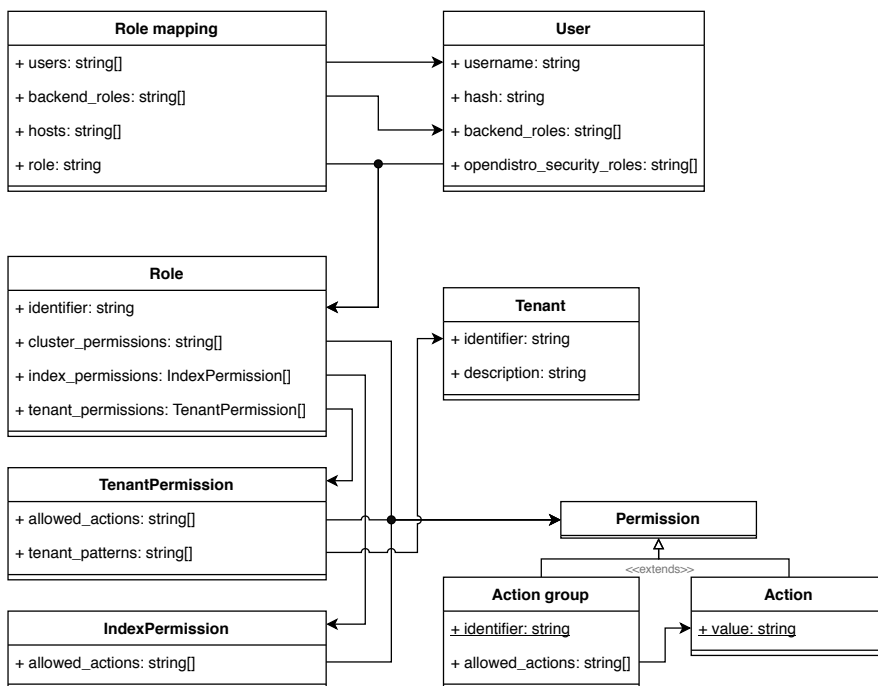 Role mapping
+ users: string[]
+ backend_roles: string[]
+ hosts: string[]
+ role: string
User
+ username: string
+ hash: string
+ backend_roles: string[]
+ opendistro_security_roles: string[]
Role
+ identifier: string
+ cluster_permissions: string[]
+ index_permissions: IndexPermission[]
+ tenant_permissions: TenantPermission[]
Tenant
+ identifier: string
+ description: string
TenantPermission
+ allowed_actions: string[]
+ tenant_patterns: string[]
Permission
<<extends>>
IndexPermission
+ allowed_actions: string[]
Action group
+ identifier: string
+ allowed_actions: string[]
Action
+ value: string